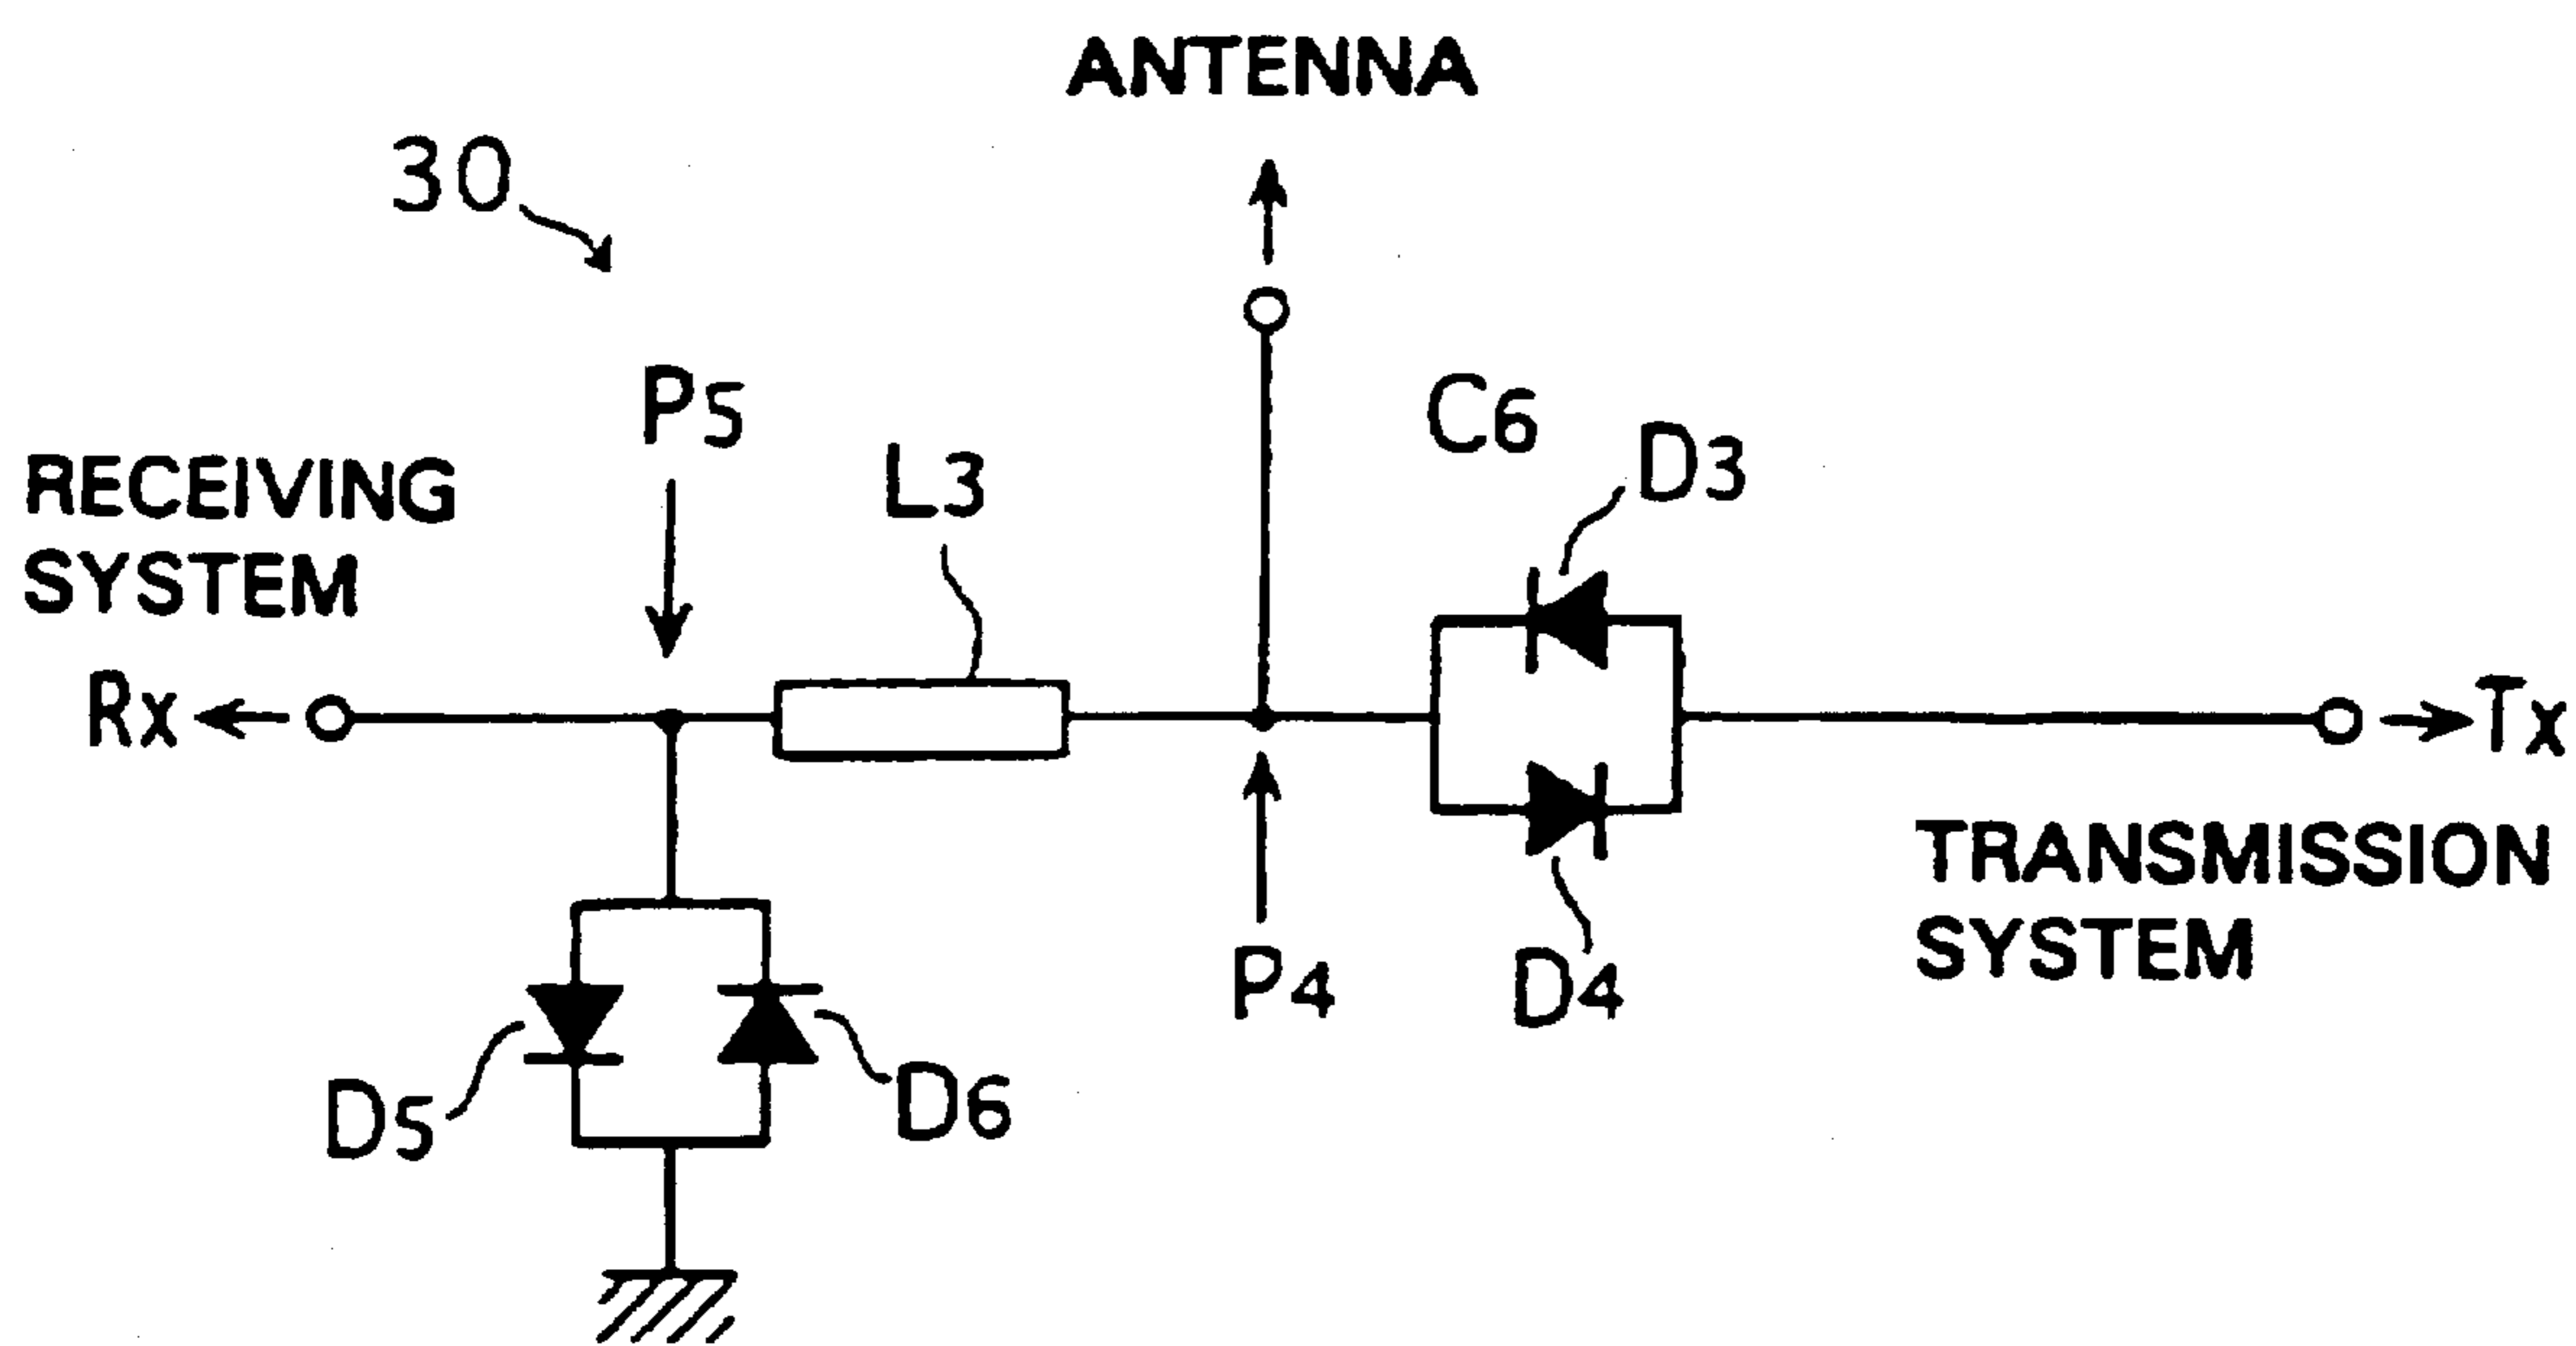 ANTENNA
30
P5
C6
D3
L3
RECEIVING
SYSTEM
Rx
Tx
TRANSMISSION
SYSTEM
P4
D4
D5
D6